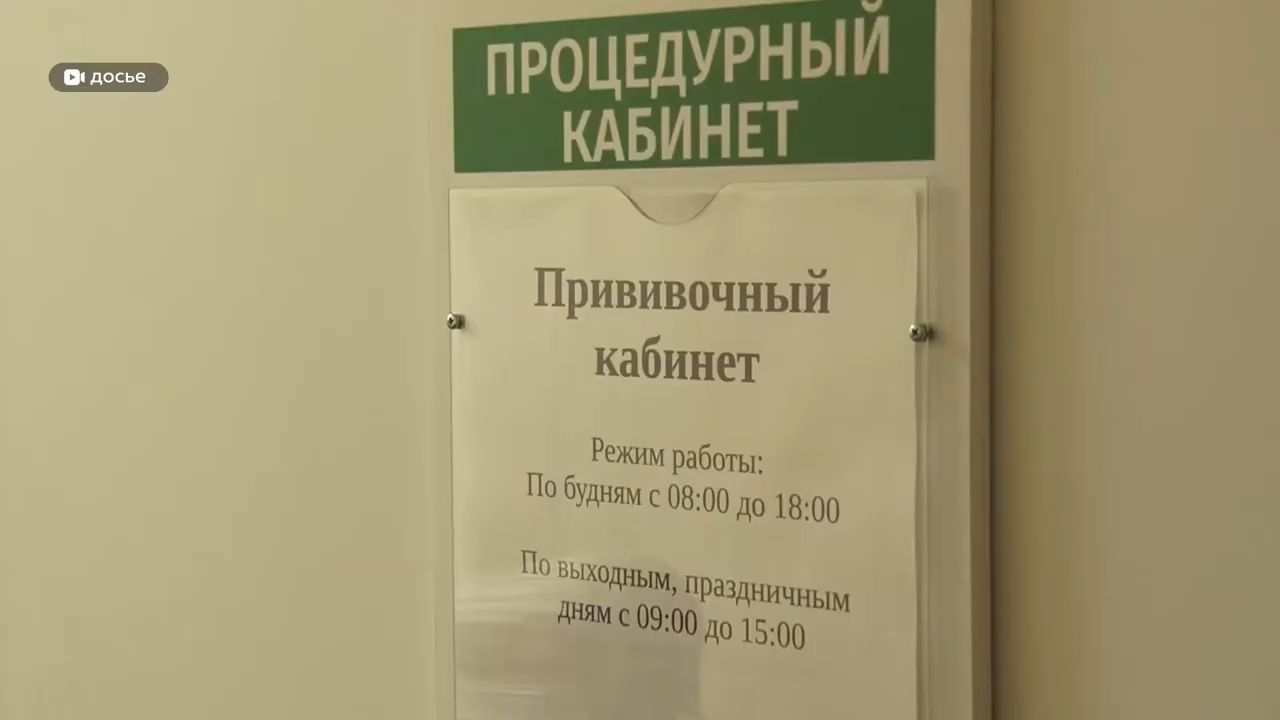 досье
ПРОЦЕДУРНЫЙ
КАБИНЕТ
Прививочный
кабинет
Режим работы:
По будням с 08:00 до 18:00
По выходным, праздничным
дням с 09:00 до 15:00